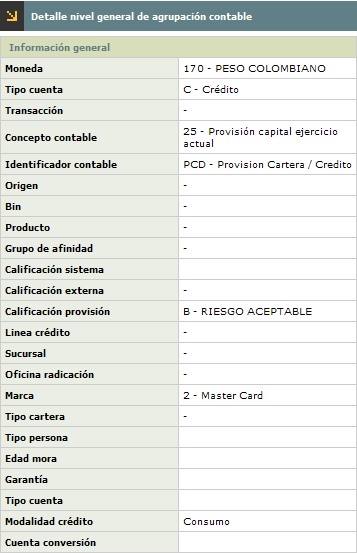 Detalle nivel general de agrupación contable
Información general
Moneda 170 - PESO COLOMBIANO
Tipo cuenta C - Crédito
Transacción -
Concepto contable 25 - Provisión capital ejercicio
actual
Identificador contable PCD - Provision Cartera / Credito
Origen -
Bin -
Producto -
Grupo de afinidad -
Calificación sistema
Calificación externa -
Calificación provisión B - RIESGO ACEPTABLE
Linea crédito -
Sucursal -
Oficina radicación -
Marca 2 - Master Card
Tipo cartera -
Tipo persona
Edad mora
Garantía
Tipo cuenta
Modalidad crédito Consumo
Cuenta conversión